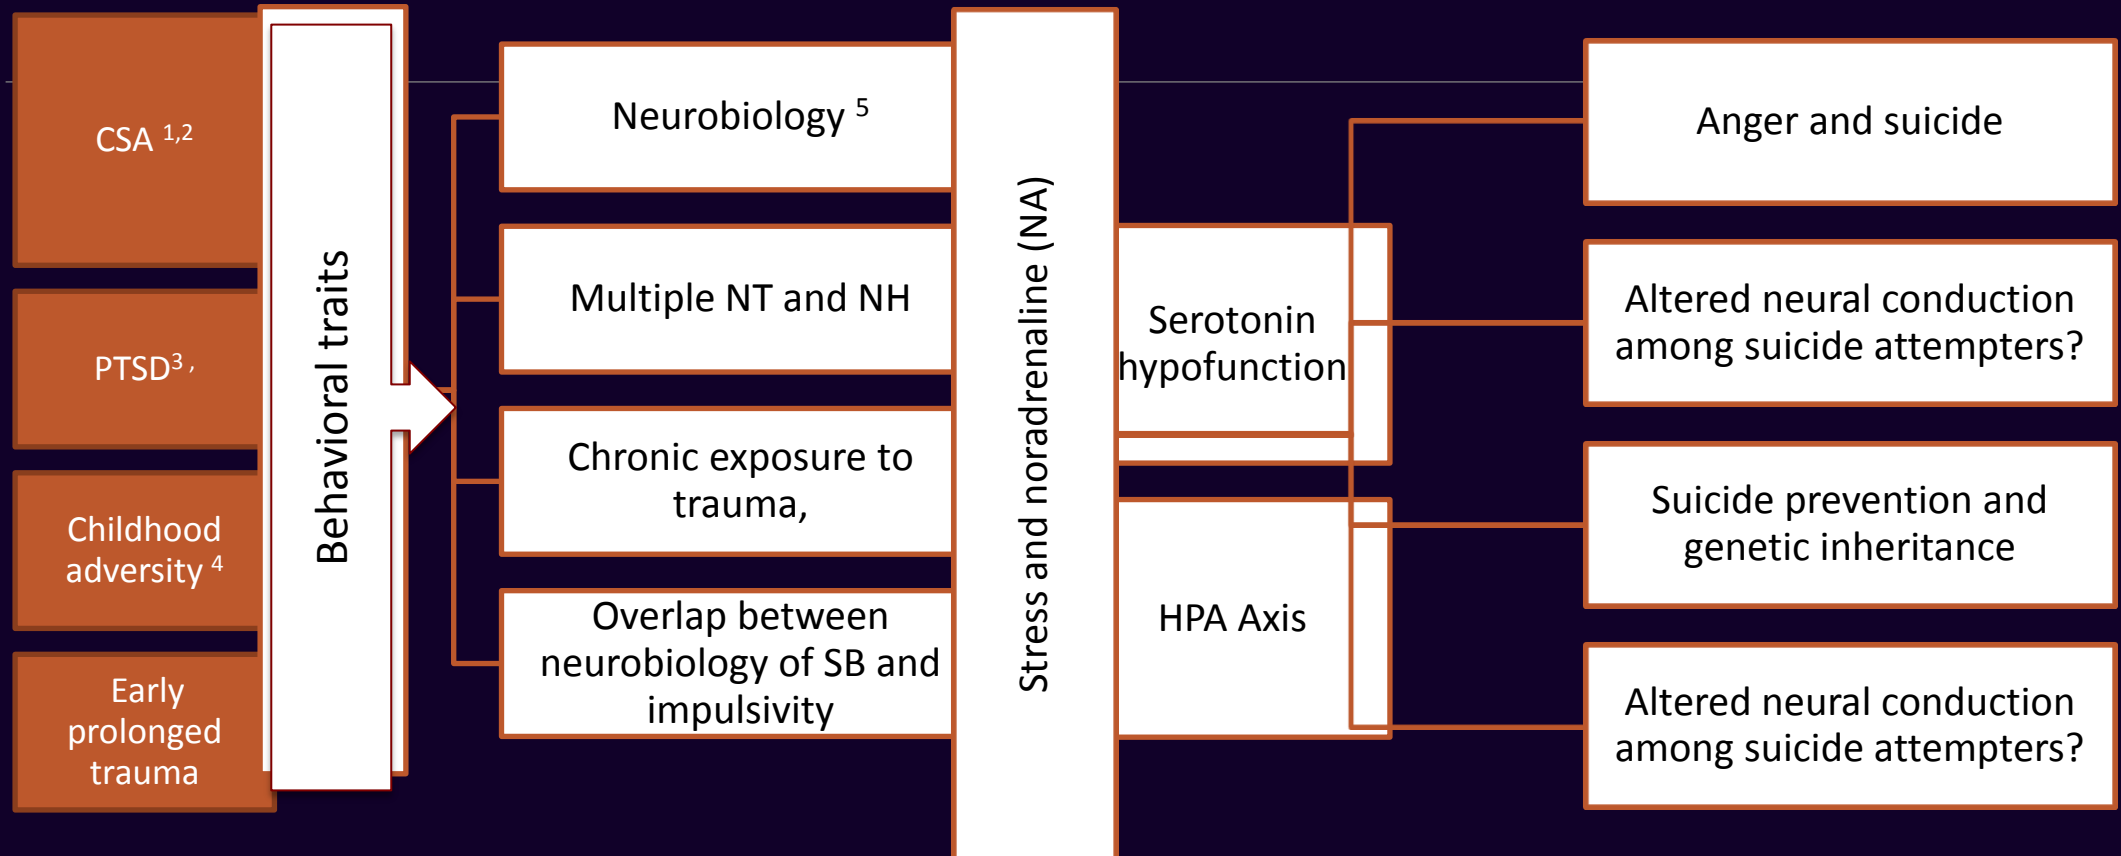 CSA 1,2
PTSD3 ,
Childhood
adversity 4
Early
prolonged
trauma
Behavioral traits
Neurobiology 5
Multiple NT and NH
Chronic exposure to
trauma,
Overlap between
neurobiology of SB and
impulsivity
Stress and noradrenaline (NA)
Serotonin
hypofunction
HPA Axis
Anger and suicide
Altered neural conduction
among suicide attempters?
Suicide prevention and
genetic inheritance
Altered neural conduction
among suicide attempters?